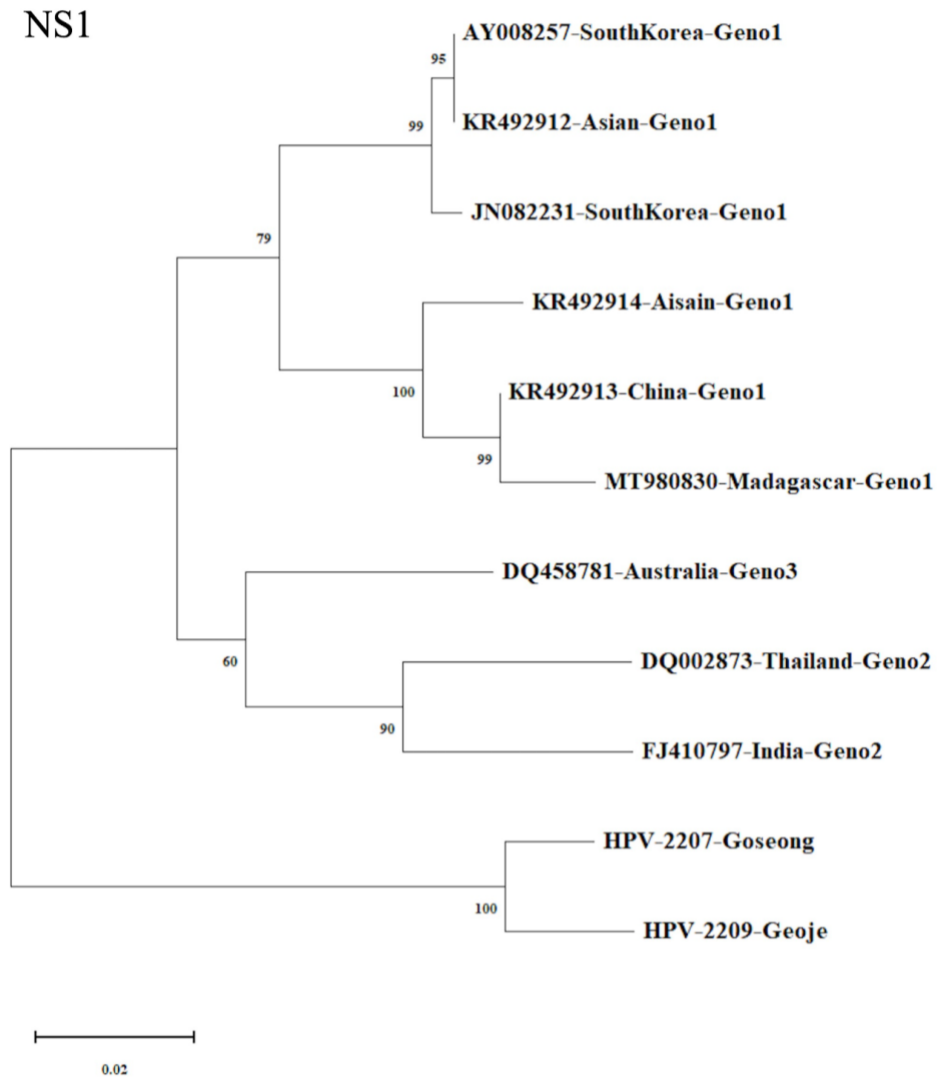 NS1
AY008257-SouthKorea-Geno1
95
KR492912-Asian-Geno1
99
JN082231-SouthKorea-Geno1
79
KR492914-Aisain-Geno1
100
KR492913-China-Geno1
99
MT980830-Madagascar-Geno1
DQ458781-Australia-Geno3
60
DQ002873-Thailand-Geno2
90
FJ410797-India-Geno2
HPV-2207-Goseong
100
HPV-2209-Geoje
0.02